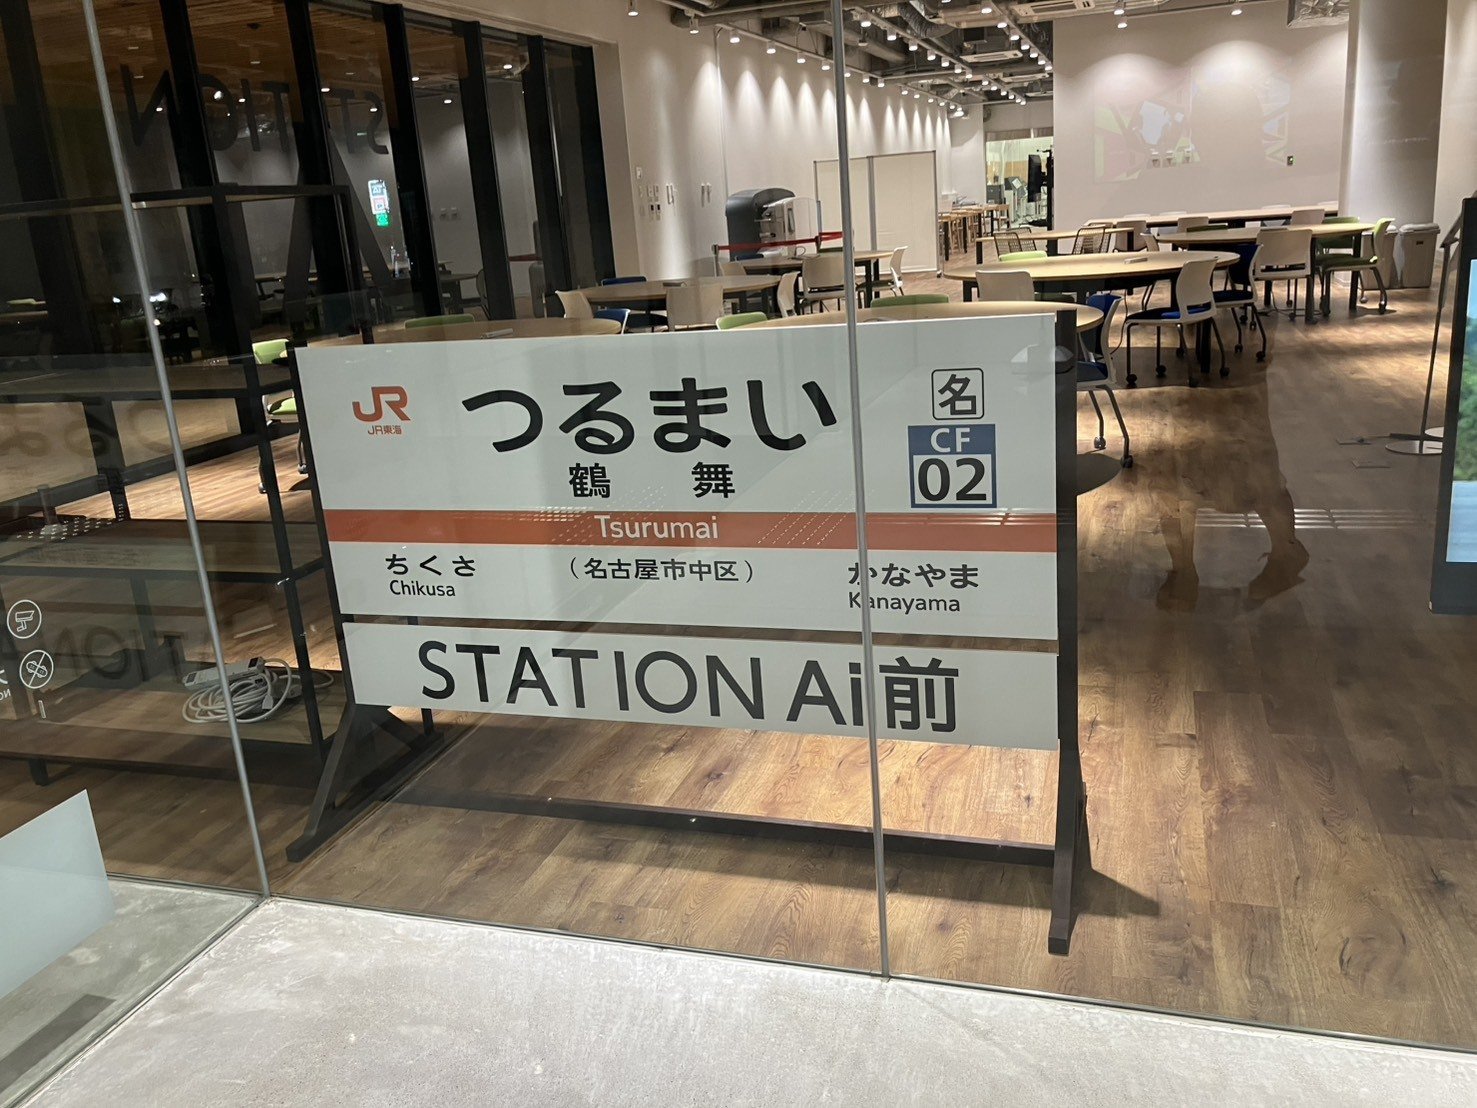 STATION
JR
JR東海
つるまい
鶴 舞
名
CF
02
Tsurumai
ちくさ
Chikusa
(名古屋市中区)
かなやま
Kanayama
STATION Ai前